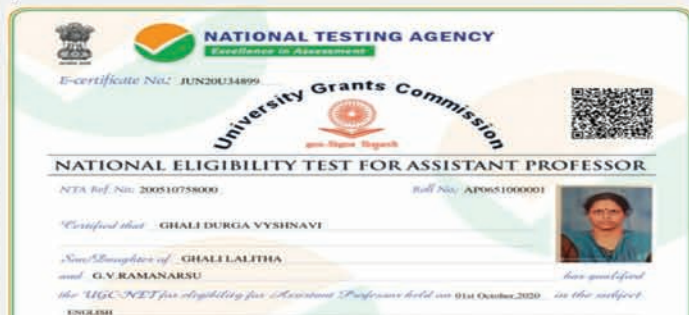 NATIONAL TESTING AGENCY
Excellence in Assessment
E-certificate No.: JUN20U34899
University Grants Commission
ज्ञान-विज्ञान विमुक्तये
NATIONAL ELIGIBILITY TEST FOR ASSISTANT PROFESSOR
NTA Ref. No: 200510758000 Roll No: AP0651000001
Certified that GHALI DURGA VYSHNAVI
Son/Daughter of GHALI LALITHA
and G.V.RAMANARSU has qualified
the UGC-NET for eligibility for Assistant Professor held on 01st October,2020 in the subject
ENGLISH